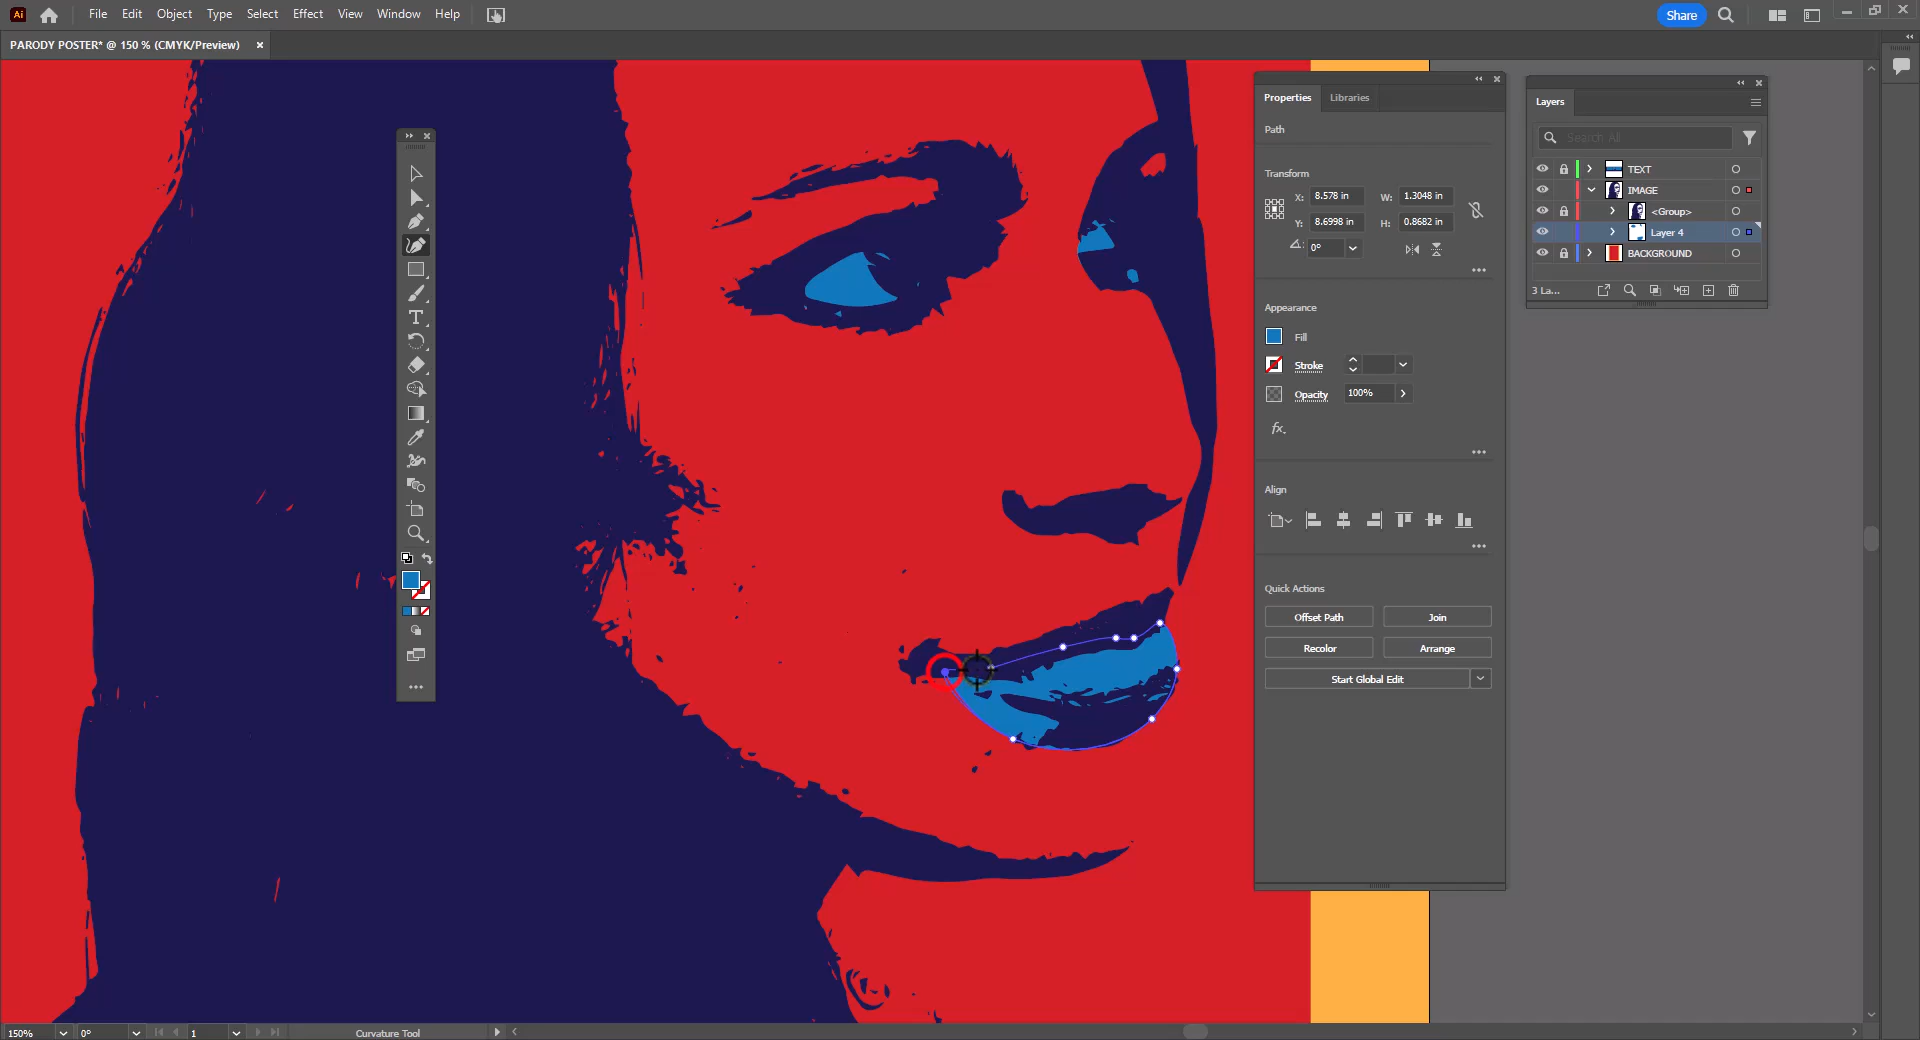 Ai File Edit Object Type Select Effect View Window Help Share
PARODY POSTER* @ 150 % (CMYK/Preview)
Properties Libraries
Path
Transform
X: 8.578 in W: 1.3048 in
Y: 8.6998 in H: 0.8682 in
0°
Appearance
Fill
Stroke
Opacity 100%
fx
Align
Quick Actions
Offset Path Join
Recolor Arrange
Start Global Edit
Layers
Search All
TEXT
IMAGE
<Group>
Layer 4
BACKGROUND
3 La...
150% 0° 1 Curvature Tool